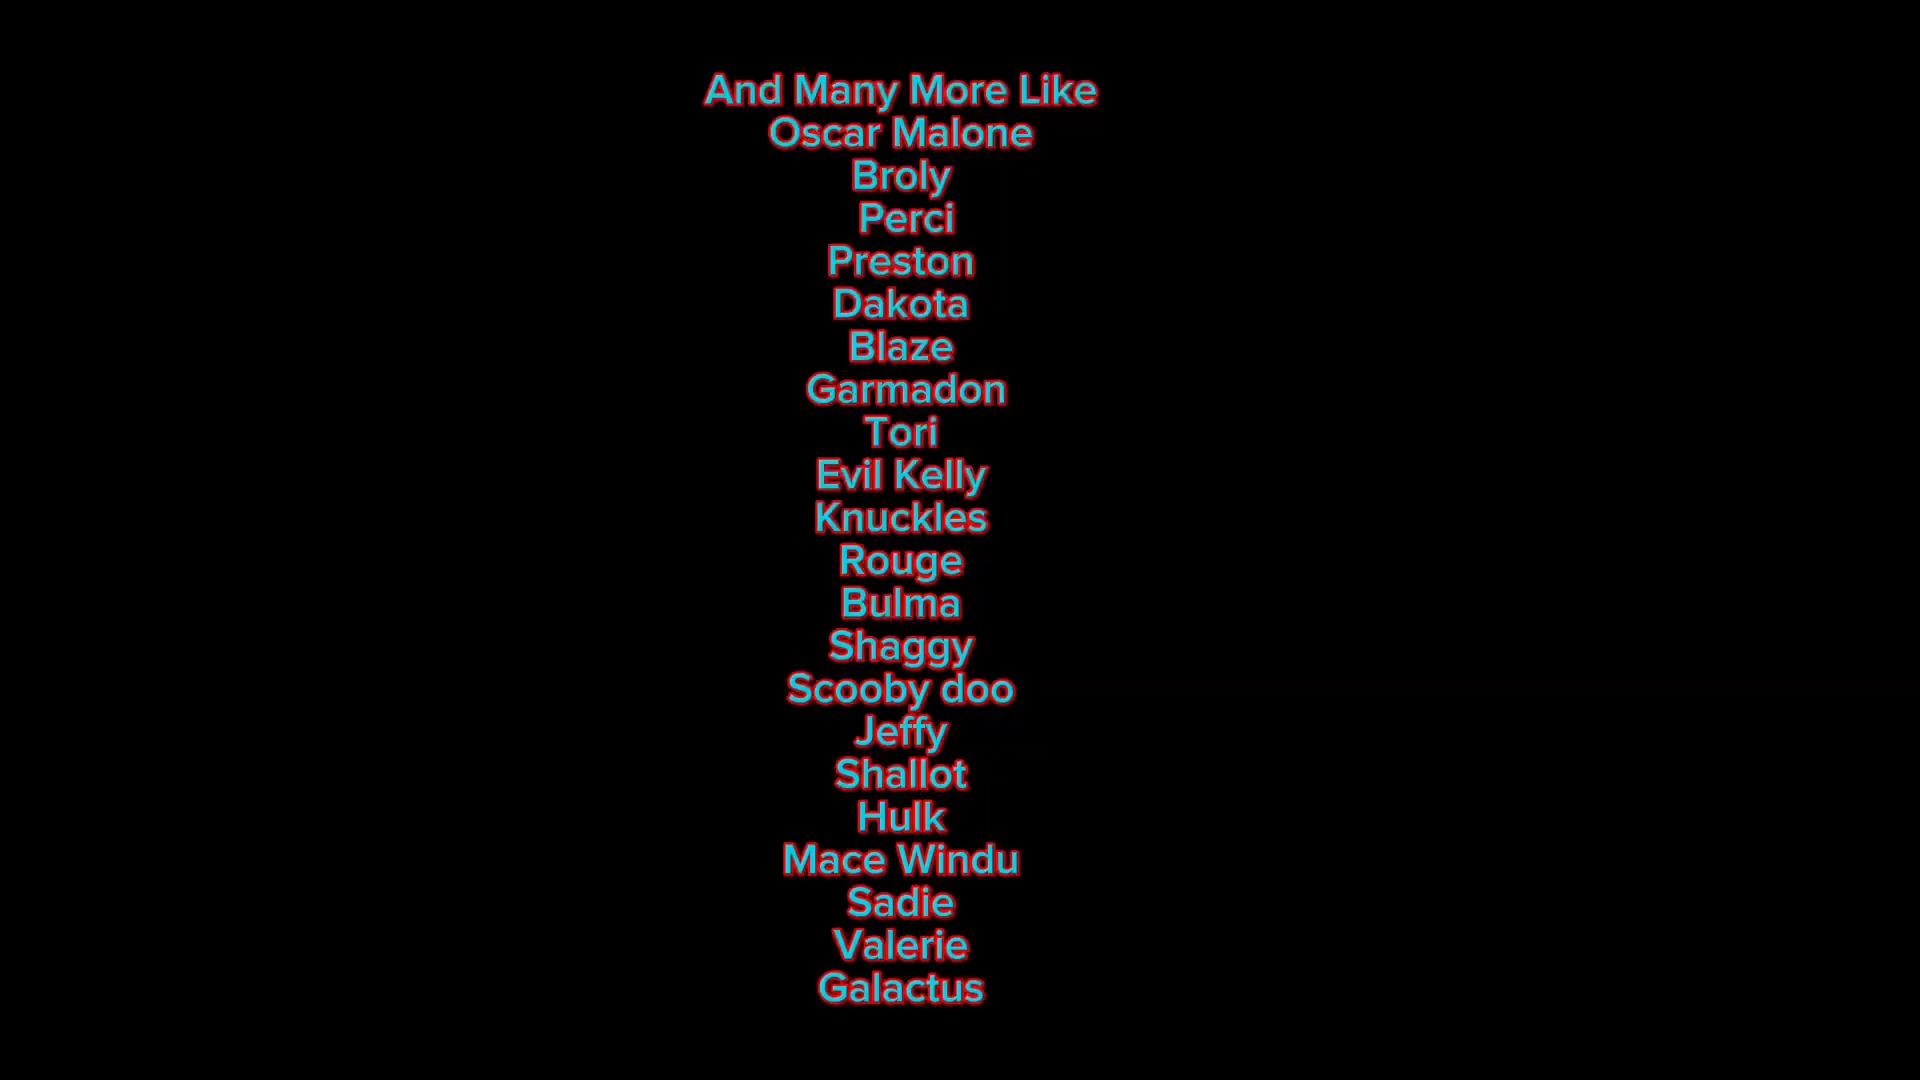 And Many More Like
Oscar Malone
Broly
Perci
Preston
Dakota
Blaze
Garmadon
Tori
Evil Kelly
Knuckles
Rouge
Bulma
Shaggy
Scooby doo
Jeffy
Shallot
Hulk
Mace Windu
Sadie
Valerie
Galactus